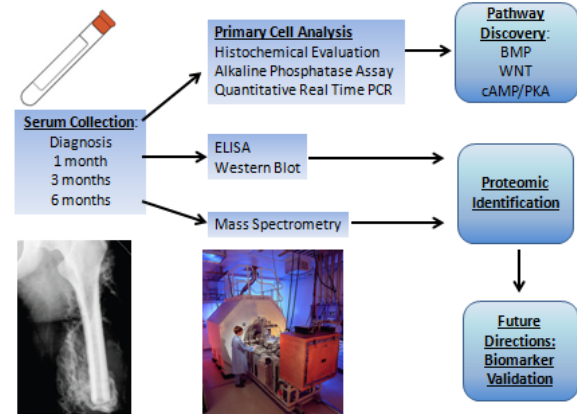 Serum Collection:
Diagnosis
1 month
3 months
6 months
Primary Cell Analysis
Histochemical Evaluation
Alkaline Phosphatase Assay
Quantitative Real Time PCR
ELISA
Western Blot
Mass Spectrometry
Pathway
Discovery:
BMP
WNT
cAMP/PKA
Proteomic
Identification
Future
Directions:
Biomarker
Validation